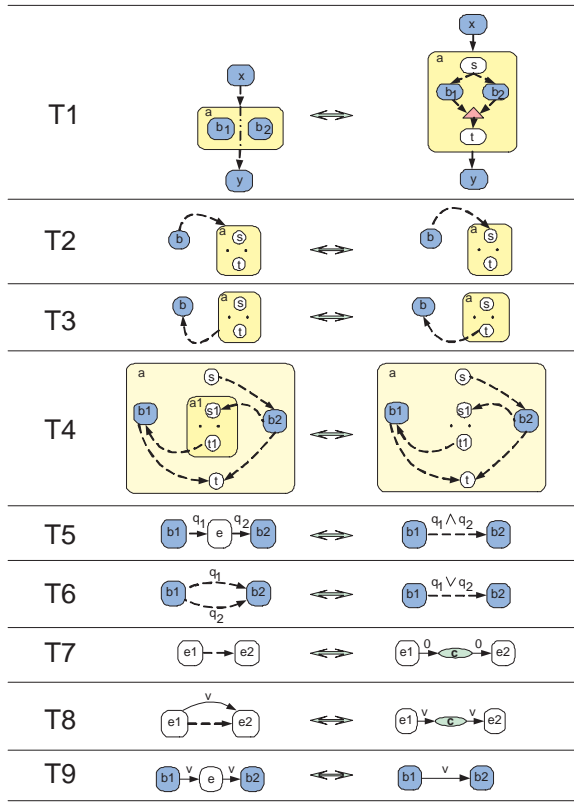 T1 x a b1 b2 y x a s b1 b2 t y
T2 b a s t b a s t
T3 b a s t b a s t
T4 a s b1 a1 s1 t1 b2 t a s b1 s1 t1 b2 t
T5 b1 q1 e q2 b2 b1 q1 ∧ q2 b2
T6 b1 q1 q2 b2 b1 q1 ∨ q2 b2
T7 e1 e2 e1 0 c 0 e2
T8 e1 v e2 e1 v c v e2
T9 b1 v e v b2 b1 v b2